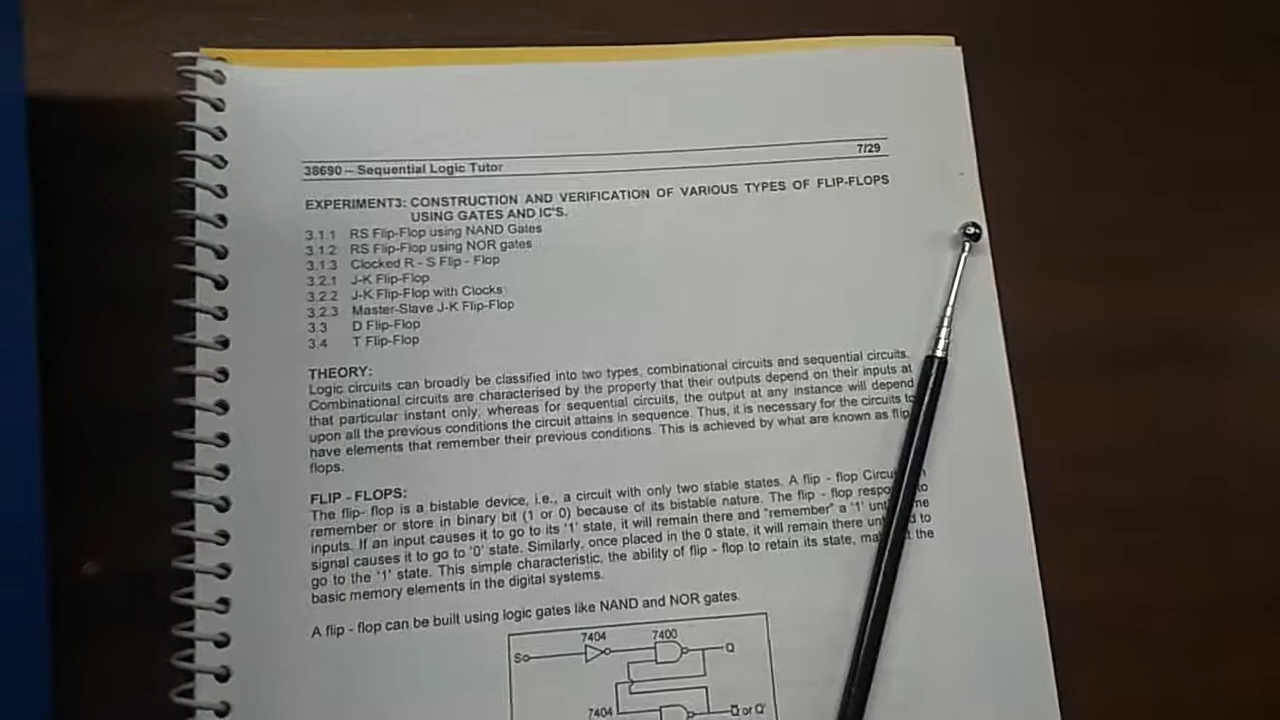 38690 – Sequential Logic Tutor 7/29
EXPERIMENT3: CONSTRUCTION AND VERIFICATION OF VARIOUS TYPES OF FLIP-FLOPS
USING GATES AND IC'S.
3.1.1 RS Flip-Flop using NAND Gates
3.1.2 RS Flip-Flop using NOR gates
3.1.3 Clocked R - S Flip - Flop
3.2.1 J-K Flip-Flop
3.2.2 J-K Flip-Flop with Clocks
3.2.3 Master-Slave J-K Flip-Flop
3.3 D Flip-Flop
3.4 T Flip-Flop
THEORY:
Logic circuits can broadly be classified into two types, combinational circuits and sequential circuits.
Combinational circuits are characterised by the property that their outputs depend on their inputs at
that particular instant only, whereas for sequential circuits, the output at any instance will depend
upon all the previous conditions the circuit attains in sequence. Thus, it is necessary for the circuits to
have elements that remember their previous conditions. This is achieved by what are known as flip
flops.
FLIP - FLOPS:
The flip- flop is a bistable device, i.e., a circuit with only two stable states. A flip - flop
remember or store in binary bit (1 or 0) because of its bistable nature. The flip - flop
inputs. If an input causes it to go to its '1' state, it will remain there and "remember" a '1'
signal causes it to go to '0' state. Similarly, once placed in the 0 state, it will remain there to
go to the '1' state. This simple characteristic, the ability of flip - flop to retain its state, the
basic memory elements in the digital systems.
A flip - flop can be built using logic gates like NAND and NOR gates.
7404 7400
S Q
7404 Q̅ or Q'